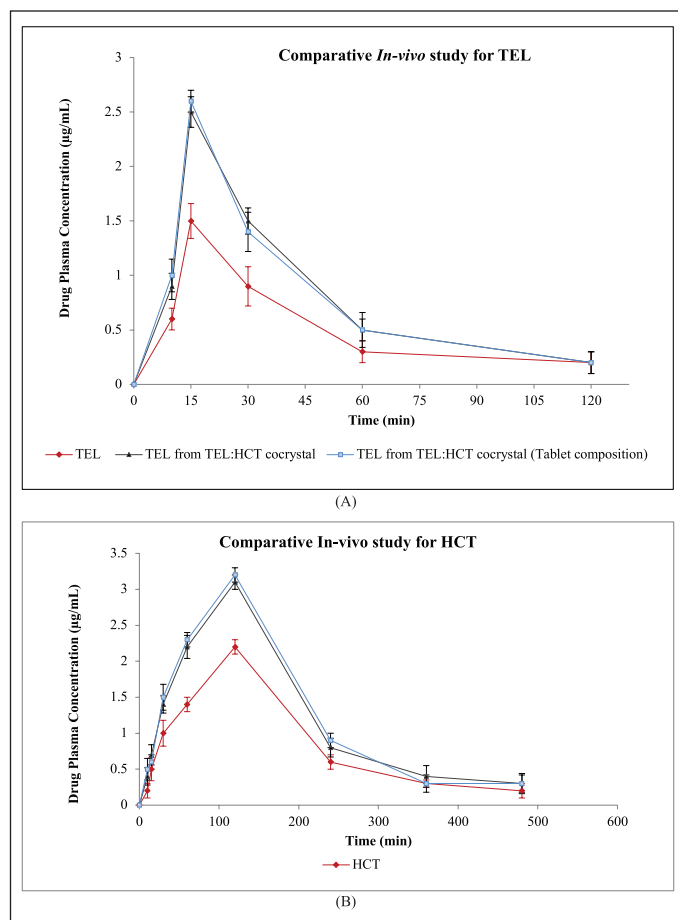 Comparative In-vivo study for TEL
3
2.5
2
1.5
1
0.5
0
Drug Plasma Concentration (µg/mL)
0 15 30 45 60 75 90 105 120
Time (min)
TEL TEL from TEL:HCT cocrystal TEL from TEL:HCT cocrystal (Tablet composition)
(A)
Comparative In-vivo study for HCT
3.5
3
2.5
2
1.5
1
0.5
0
Drug Plasma Concentration (µg/mL)
0 100 200 300 400 500 600
Time (min)
HCT
(B)